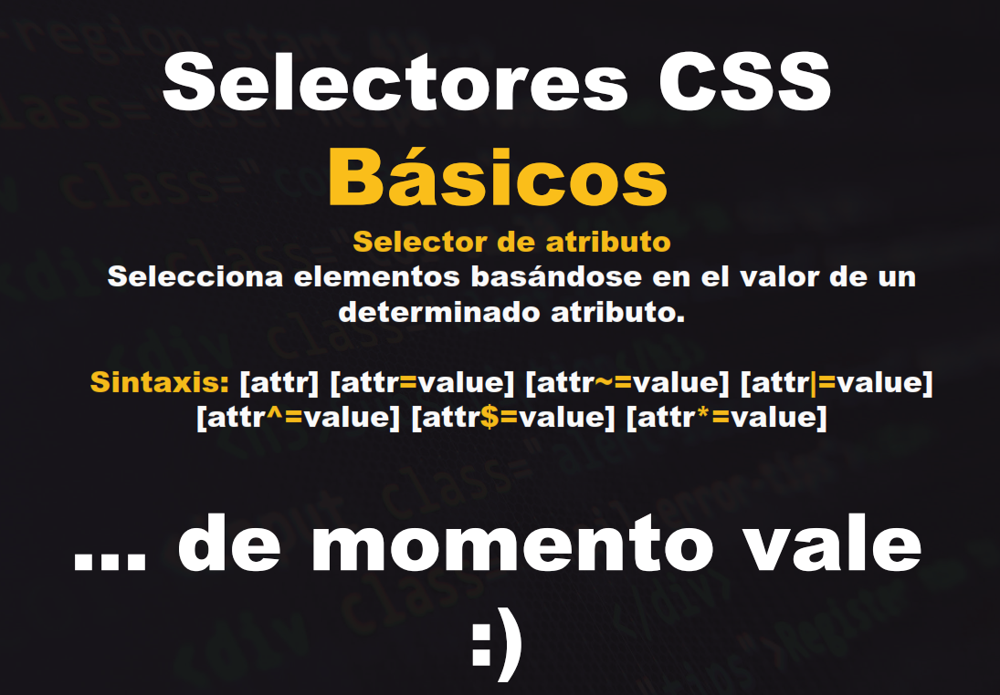 Selectores CSS
Básicos
Selector de atributo
Selecciona elementos basándose en el valor de un
determinado atributo.
Sintaxis: [attr] [attr=value] [attr~=value] [attr|=value]
[attr^=value] [attr$=value] [attr*=value]
... de momento vale
:)